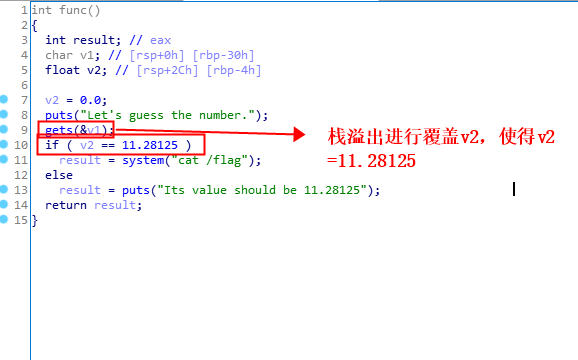 1 int func()
2 {
3 int result; // eax
4 char v1; // [rsp+0h] [rbp-30h]
5 float v2; // [rsp+2Ch] [rbp-4h]
6
7 v2 = 0.0;
8 puts("Let's guess the number.");
9 gets(&v1);
栈溢出进行覆盖v2，使得v2
10 if ( v2 == 11.28125 )
=11.28125
11 result = system("cat /flag");
12 else
13 result = puts("Its value should be 11.28125");
14 return result;
15 }